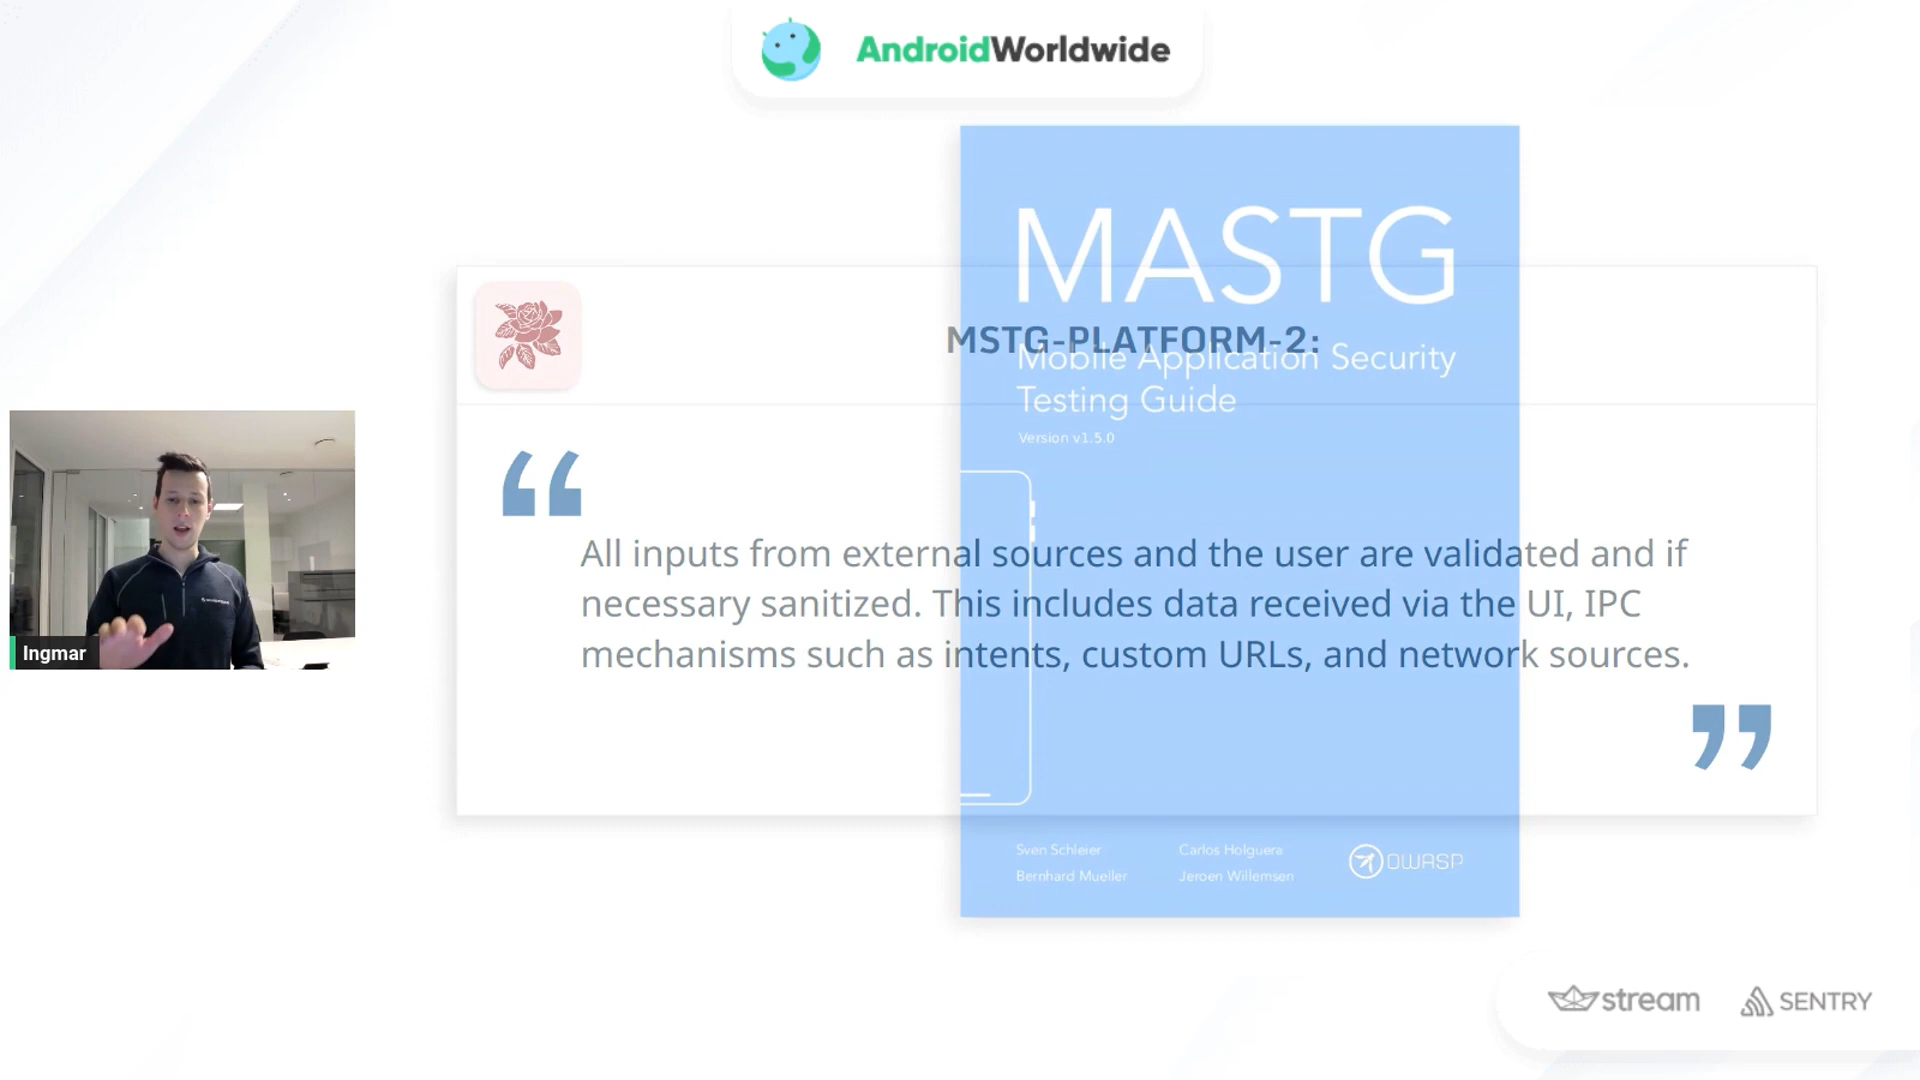 AndroidWorldwide
MASTG
MSTG-PLATFORM-2:
Mobile Application Security
Testing Guide
Version v1.5.0
“
All inputs from external sources and the user are validated and if
necessary sanitized. This includes data received via the UI, IPC
mechanisms such as intents, custom URLs, and network sources.
”
Ingmar
Sven Schleier
Carlos Holguera
Bernhard Mueller
Jeroen Willemsen
OWASP
stream
SENTRY